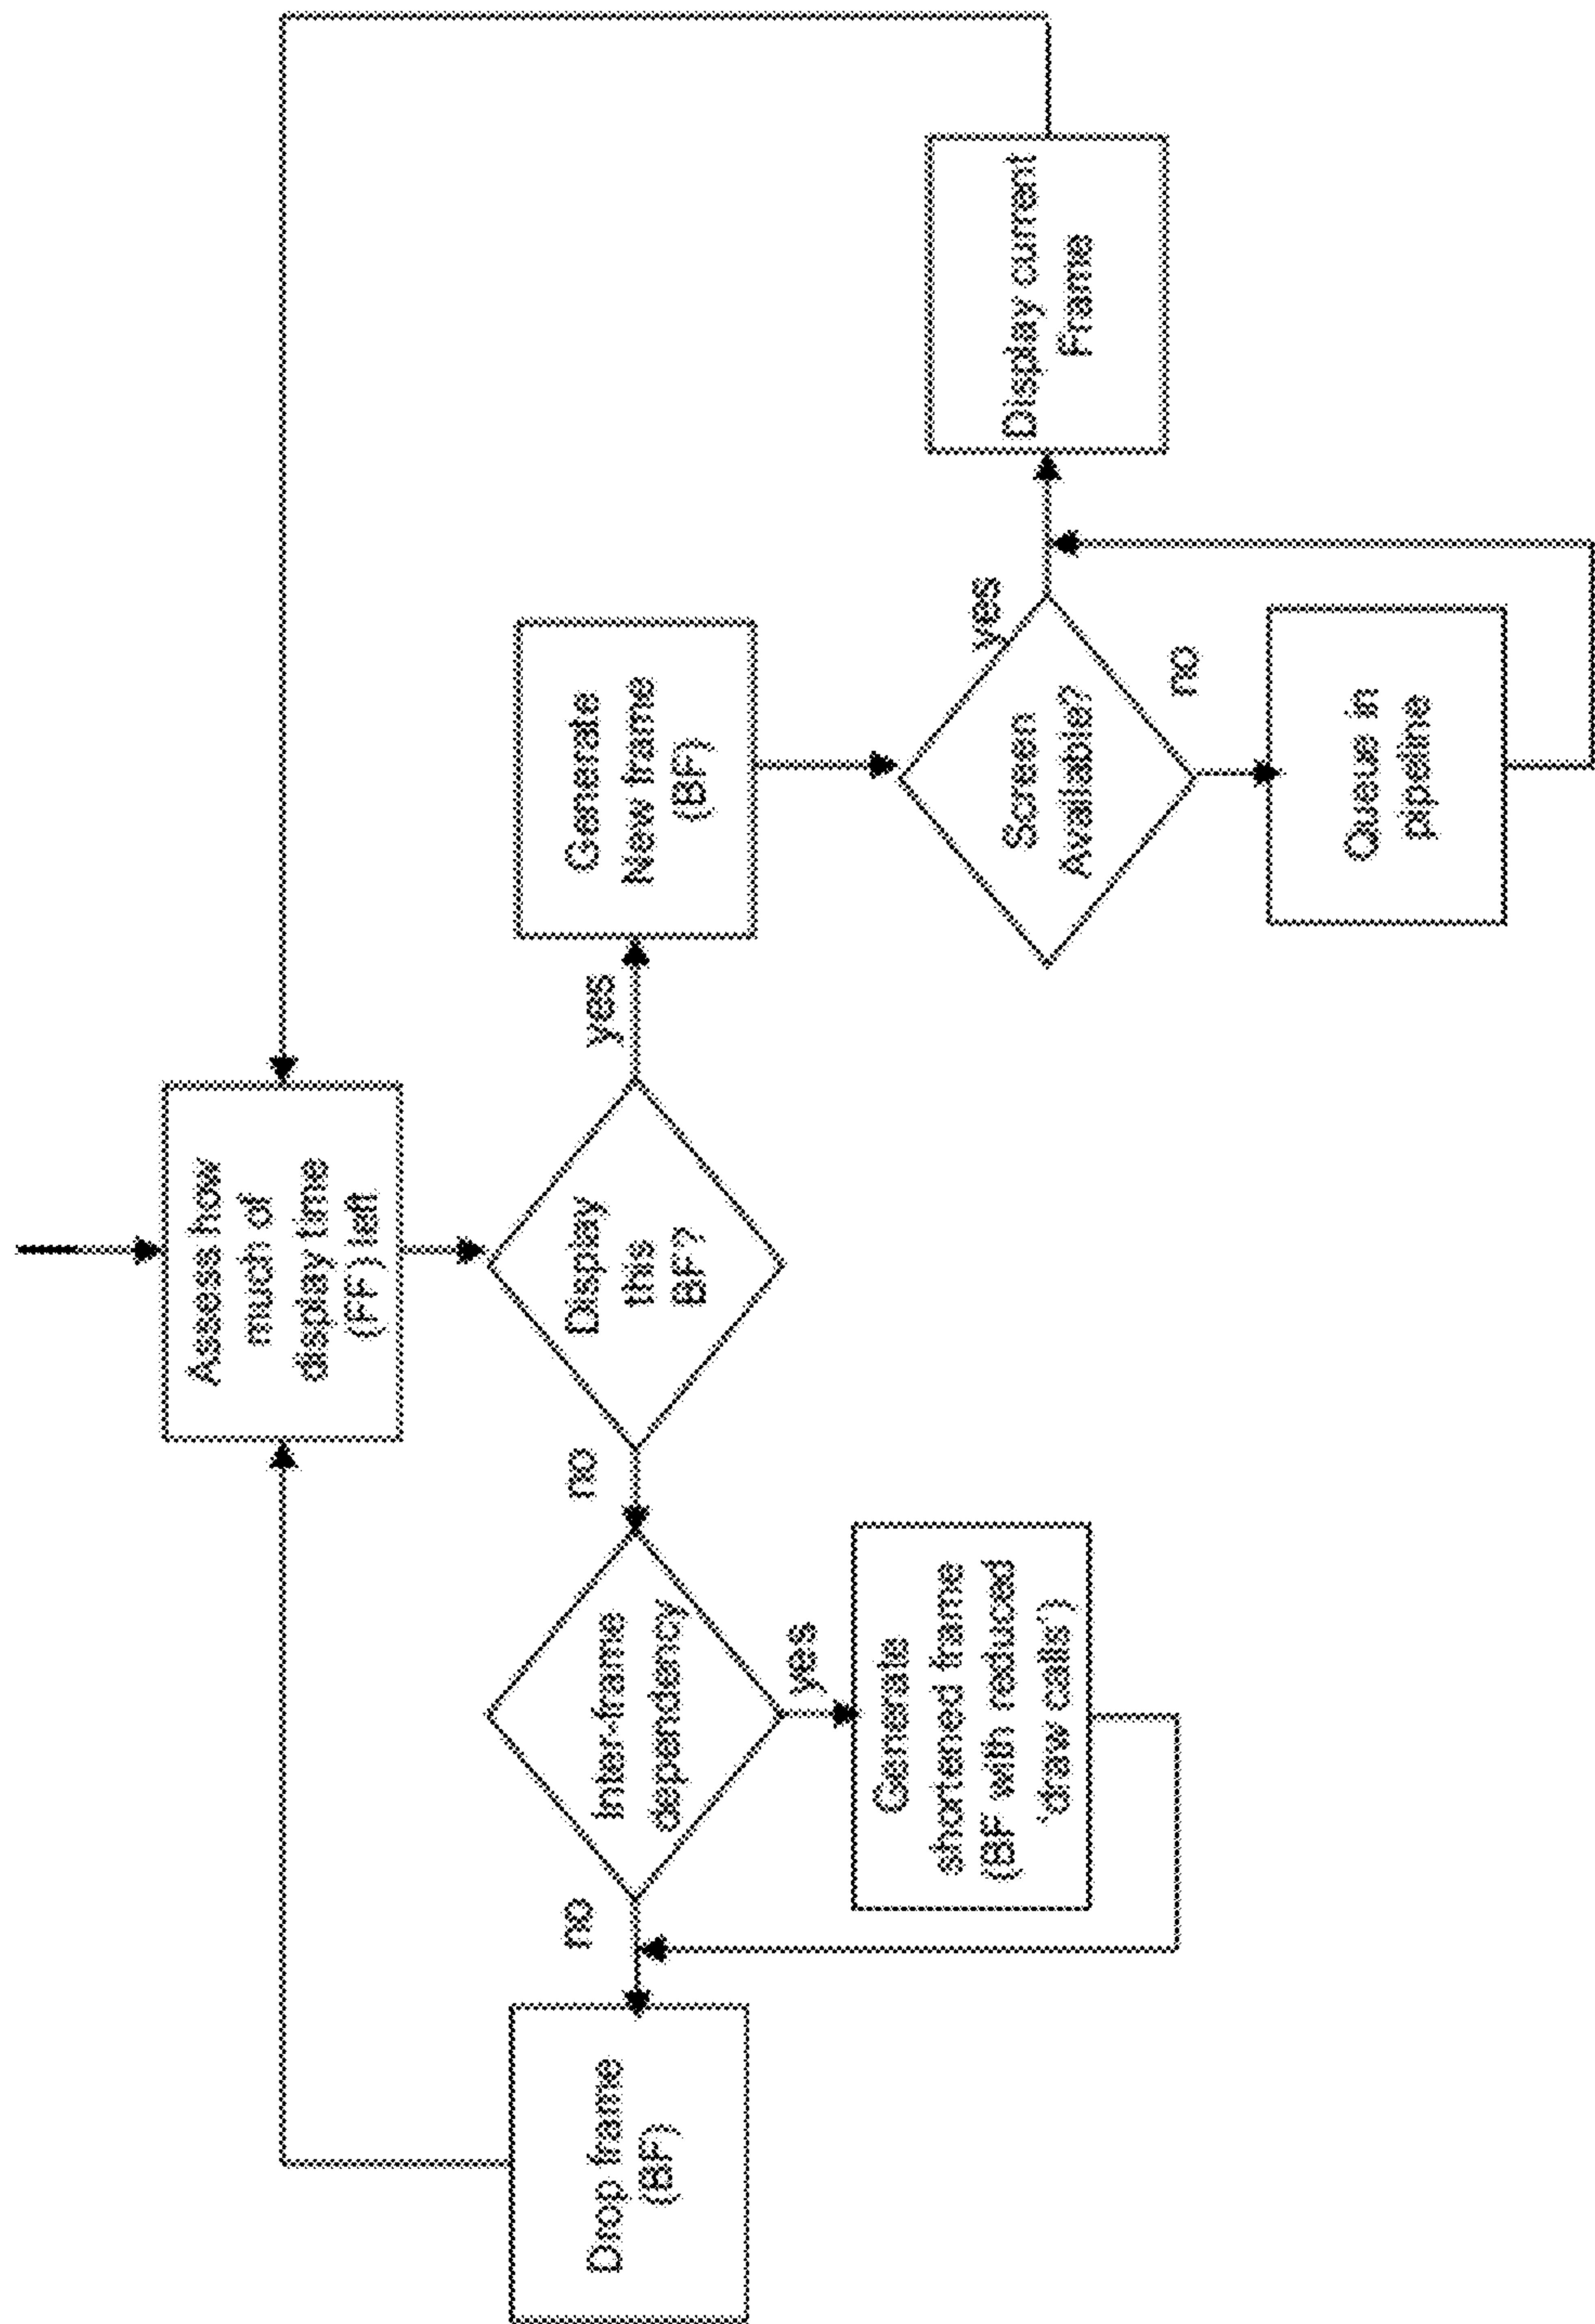 Assess how
much of
display time
(FF) left
Display
this
BF?
yes
no
Generate
New frame
(BF)
Screen
Available?
yes
no
Display current
Frame
Queue in
pipeline
Inter-frame
dependency
yes
no
Generate
shortened frame
(BF with reduced
'draw calls')
Drop frame
(BF)